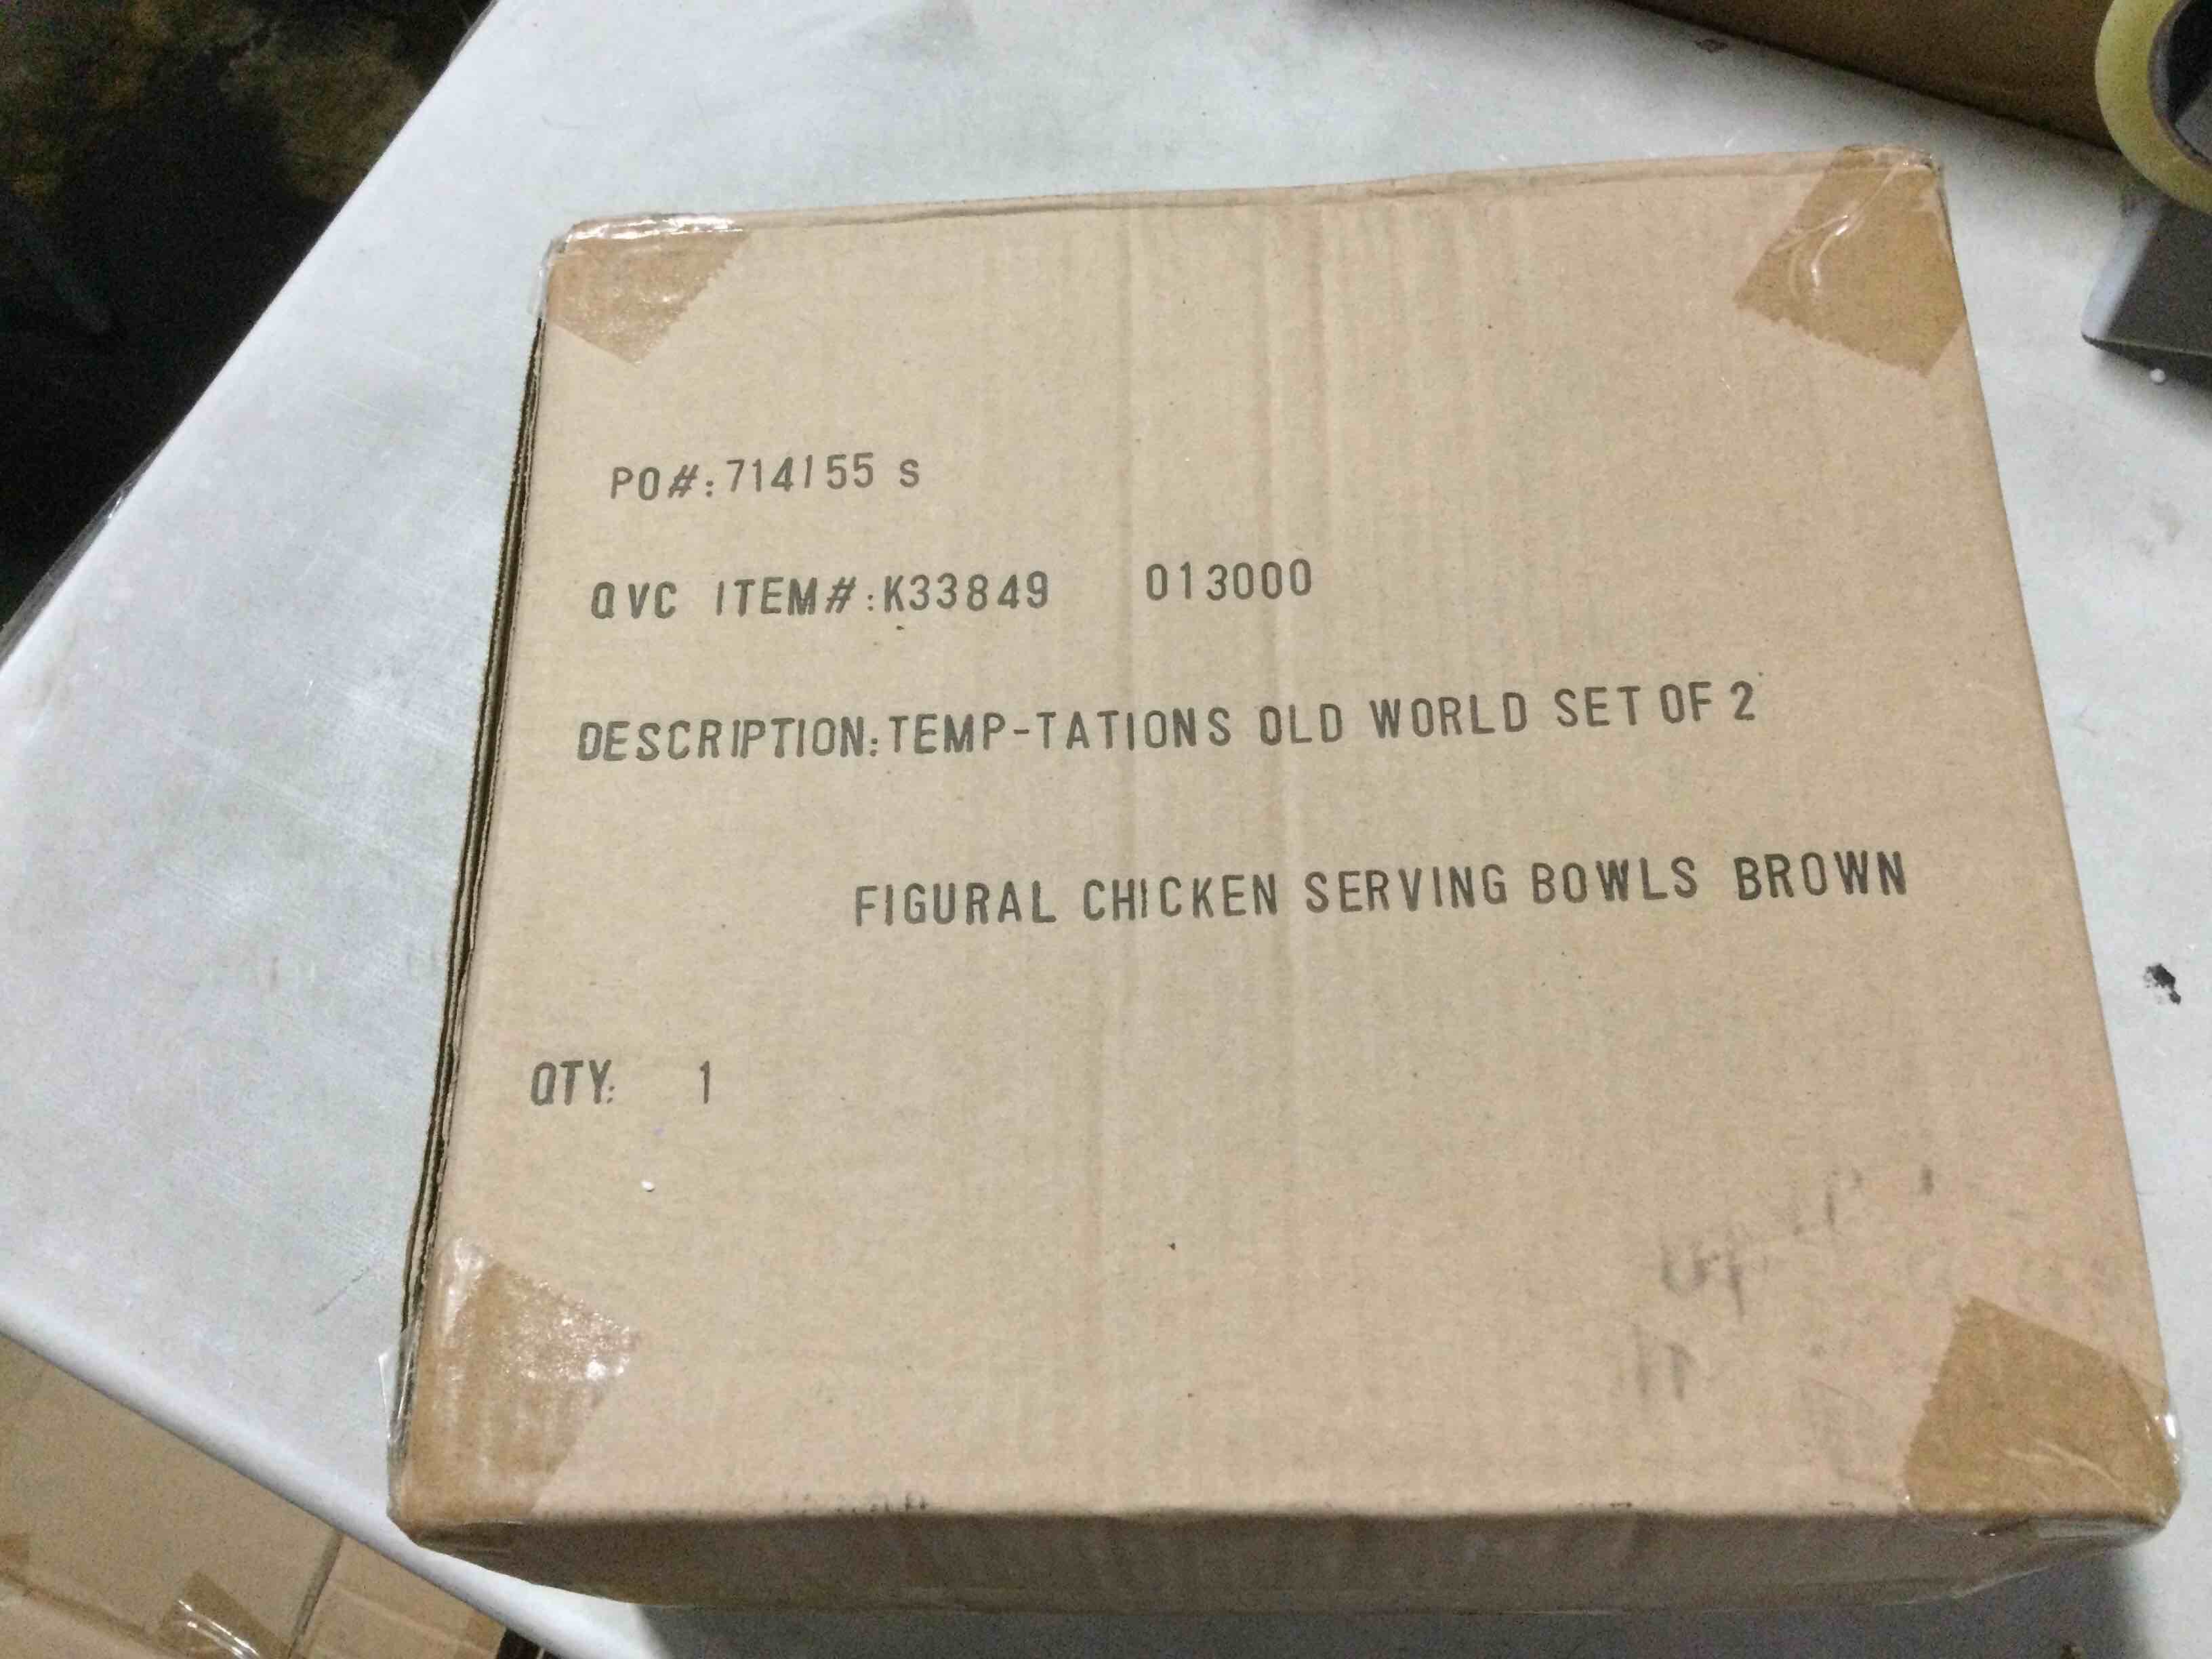 PO#:714155 S
QVC ITEM#:K33849 013000
DESCRIPTION:TEMP-TATIONS OLD WORLD SET OF 2
FIGURAL CHICKEN SERVING BOWLS BROWN
QTY: 1